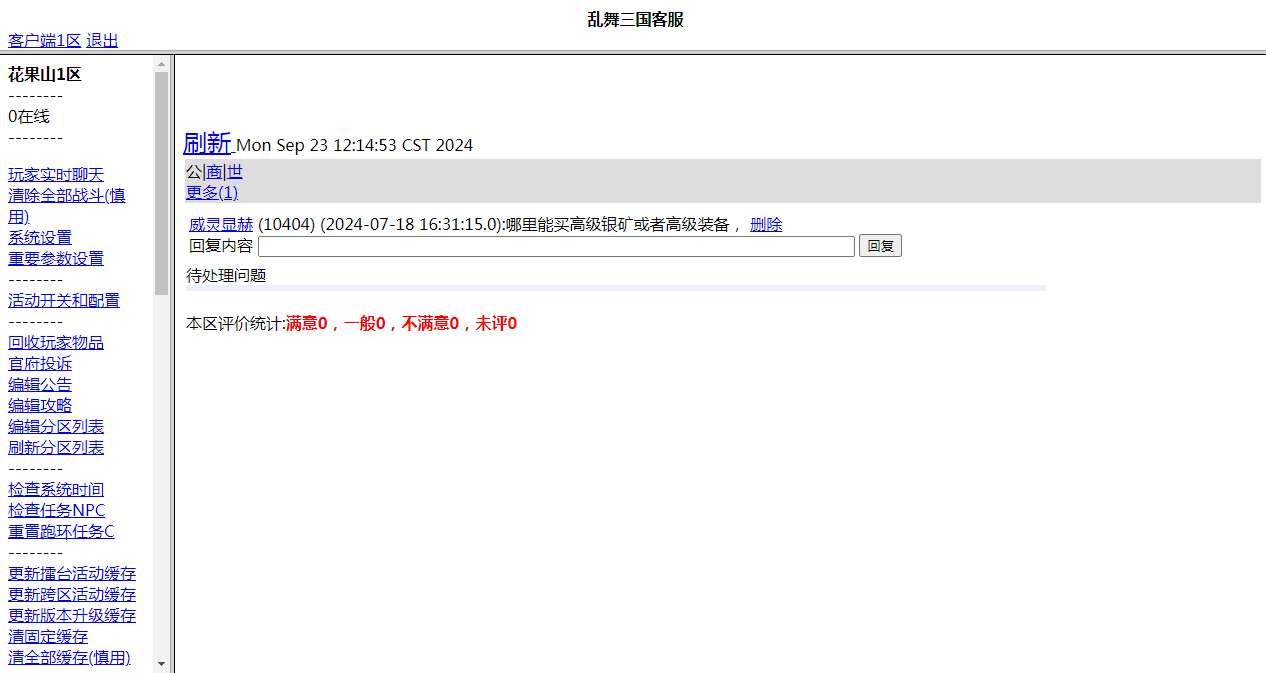 乱舞三国客服
客户端1区 退出
花果山1区
--------
0在线
--------
玩家实时聊天
清除全部战斗(慎
用)
系统设置
重要参数设置
--------
活动开关和配置
--------
回收玩家物品
官府投诉
编辑公告
编辑攻略
编辑分区列表
刷新分区列表
--------
检查系统时间
检查任务NPC
重置跑环任务C
--------
更新擂台活动缓存
更新跨区活动缓存
更新版本升级缓存
清固定缓存
清全部缓存(慎用)
刷新 Mon Sep 23 12:14:53 CST 2024
公|商|世
更多(1)
威灵显赫 (10404) (2024-07-18 16:31:15.0):哪里能买高级银矿或者高级装备， 删除
回复内容 回复
待处理问题
本区评价统计:满意0，一般0，不满意0，未评0